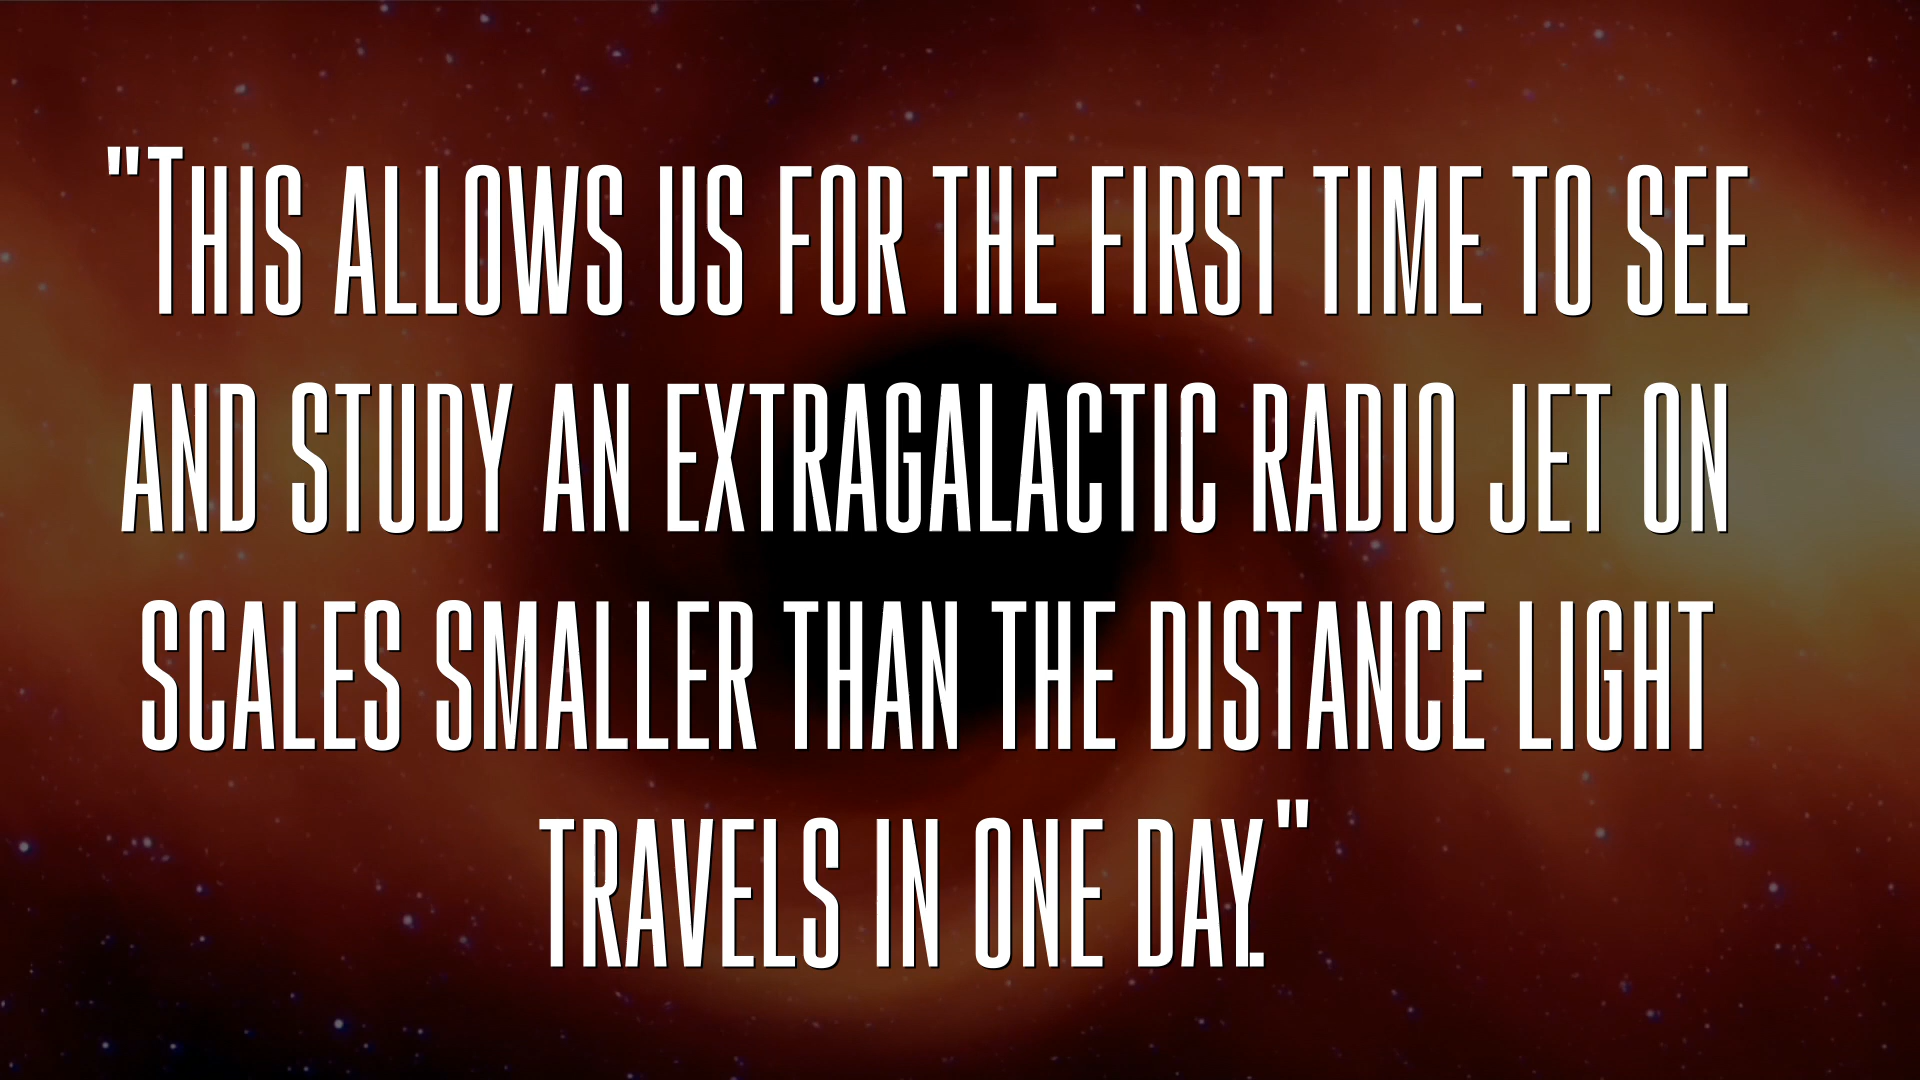 "This allows us for the first time to see
and study an extragalactic radio jet on
scales smaller than the distance light
travels in one day."